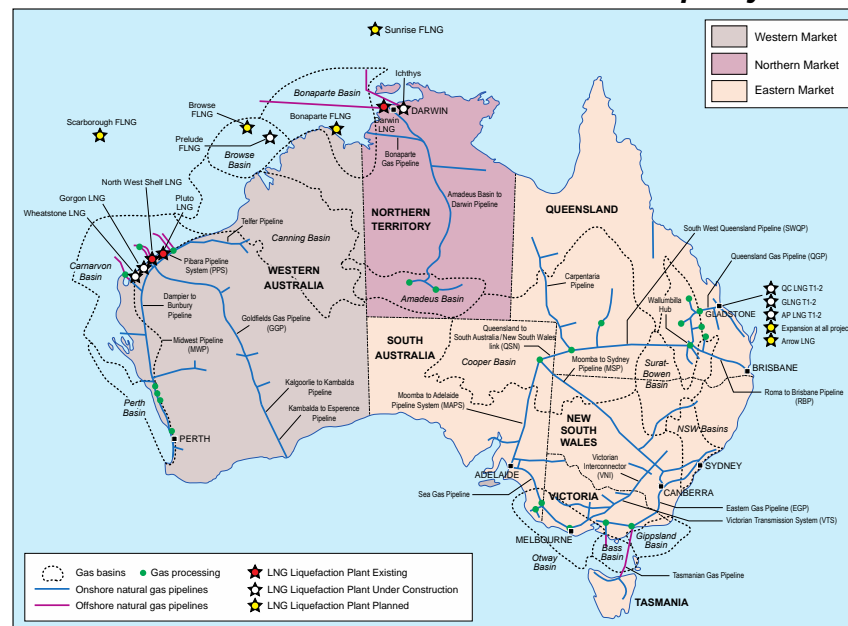 Sunrise FLNG
Western Market
Northern Market
Eastern Market
Ichthys
Bonaparte Basin
Browse
FLNG
Scarborough FLNG
Bonaparte FLNG
Darwin
LNG
DARWIN
Prelude FLNG
Browse
Basin
Bonaparte
Gas Pipeline
North West Shelf LNG
Gorgon LNG
Pluto
LNG
Wheatstone LNG
Amadeus Basin to
Darwin Pipeline
NORTHERN
TERRITORY
QUEENSLAND
Telfer Pipeline
Canning Basin
South West Queensland Pipeline (SWQP)
Queensland Gas Pipeline (QGP)
Carnarvon
Basin
Pibara Pipeline
System (PPS)
WESTERN
AUSTRALIA
Carpentaria
Pipeline
Wallumbilla
Hub
GLADSTONE
QC LNG T1-2
GLNG T1-2
AP LNG T1-2
Expansion at all projec
Arrow LNG
Amadeus Basin
Dampier to
Bunbury
Pipeline
Goldfields Gas Pipeline
(GGP)
Midwest Pipeline
(MWP)
SOUTH
AUSTRALIA
Queensland to
South Australia /New South Wales
link (QSN)
Cooper Basin
Moomba to Sydney
Pipeline (MSP)
Surat-
Bowen
Basin
BRISBANE
Roma to Brisbane Pipeline
(RBP)
Perth
Basin
Kalgoorlie to Kambalda
Pipeline
Kambalda to Esperence
Pipeline
Moomba to Adelaide
Pipeline System (MAPS)
NEW
SOUTH
WALES
NSW Basins
PERTH
ADELAIDE
Victorian
Interconnector
(VNI)
SYDNEY
CANBERRA
Sea Gas Pipeline
VICTORIA
Eastern Gas Pipeline (EGP)
Victorian Transmission System (VTS)
MELBOURNE
Otway
Basin
Bass
Basin
Gippsland
Basin
Tasmanian Gas Pipeline
TASMANIA
Gas basins
Gas processing
LNG Liquefaction Plant Existing
Onshore natural gas pipelines
LNG Liquefaction Plant Under Construction
Offshore natural gas pipelines
LNG Liquefaction Plant Planned